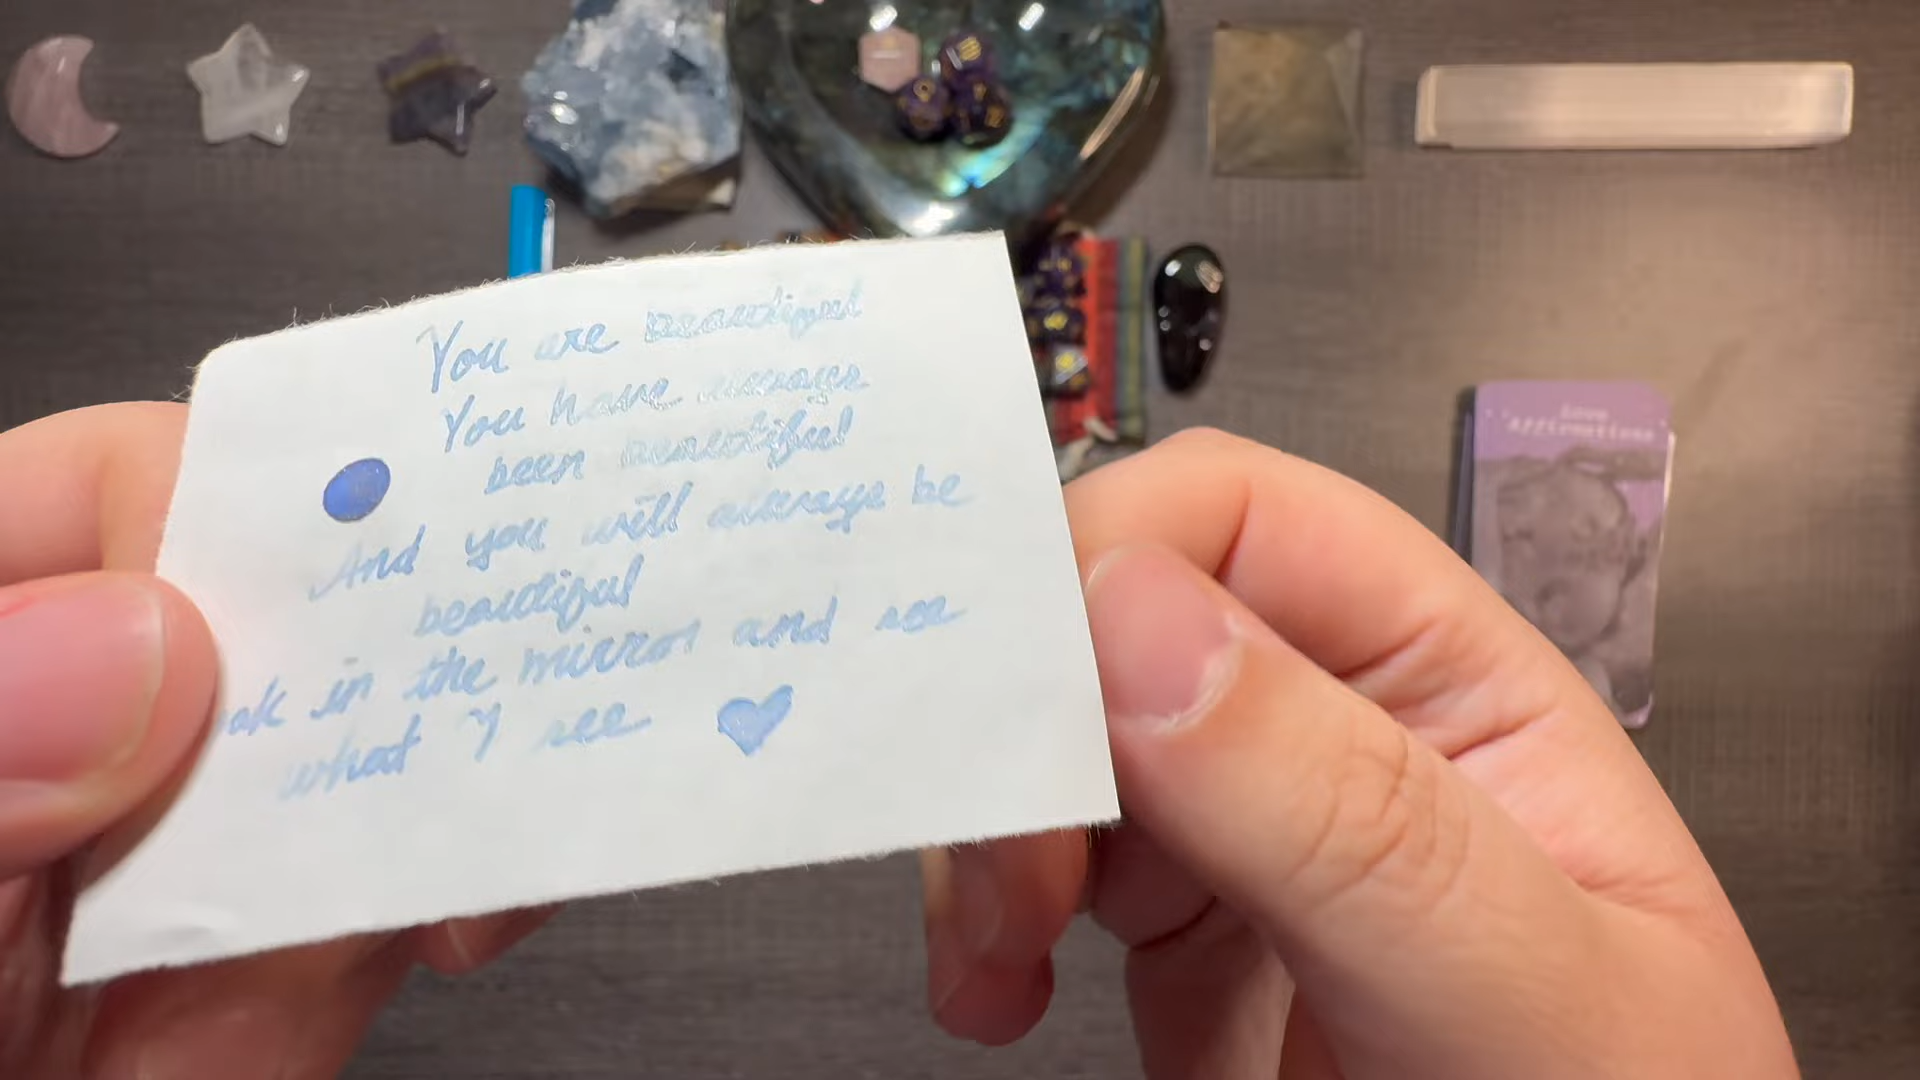 You are beautiful
You have always
been beautiful
And you will always be
beautiful
ok in the mirror and see
what I see
Love
Affirmations